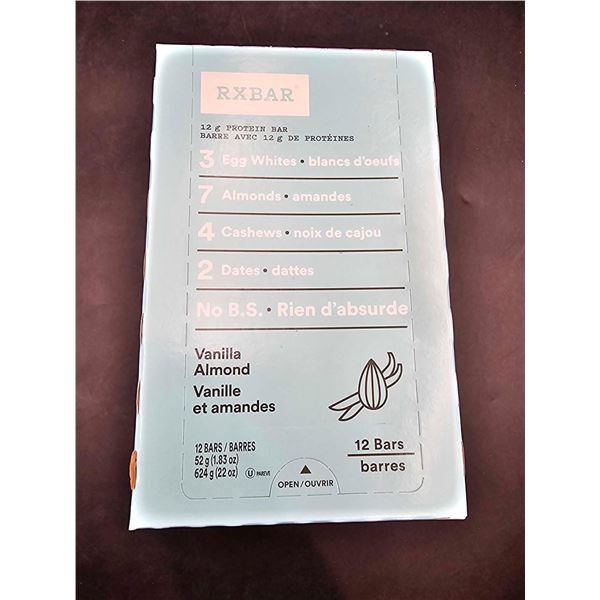 RXBAR®
12 g PROTEIN BAR
BARRE AVEC 12 g DE PROTÉINES
3 Egg Whites • blancs d'oeufs
7 Almonds • amandes
4 Cashews • noix de cajou
2 Dates • dattes
No B.S. • Rien d'absurde
Vanilla
Almond
Vanille
et amandes
12 BARS / BARRES
52 g (1.83 oz)
624 g (22 oz)
U PAREVE
12 Bars
barres
OPEN / OUVRIR